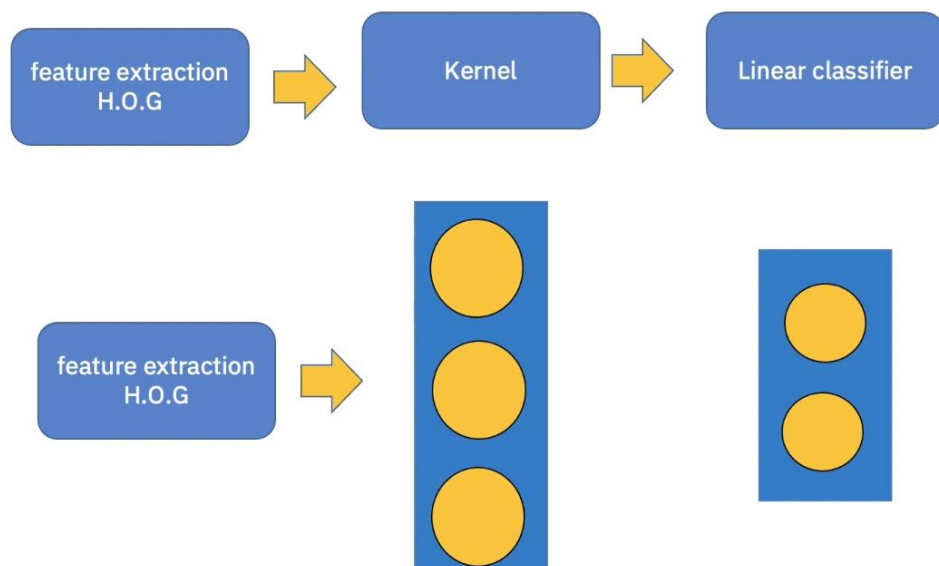 feature extraction
H.O.G
Kernel
Linear classifier
feature extraction
H.O.G